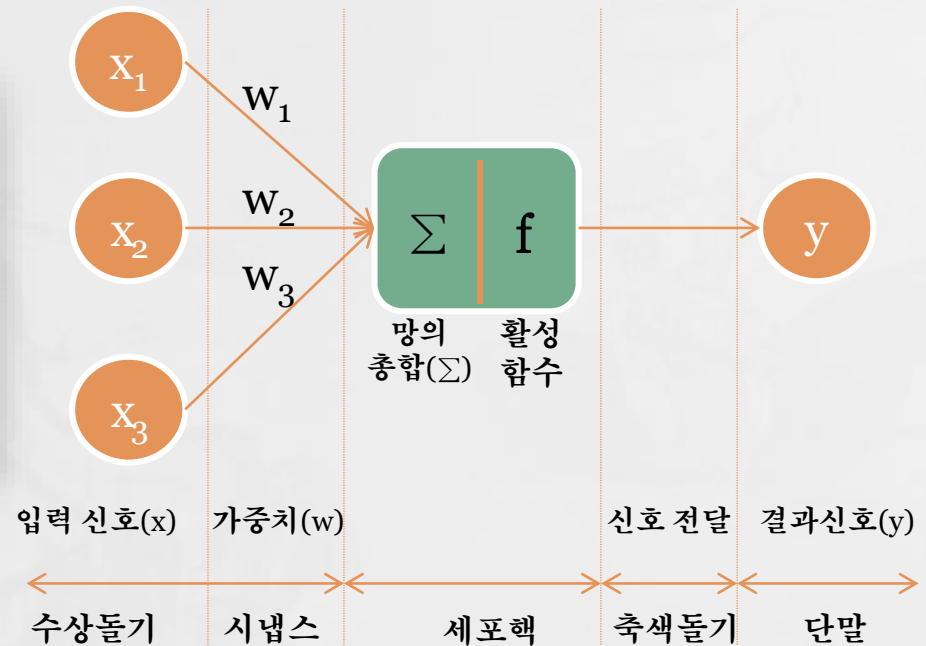 x₁
w₁
x₂
w₂
∑ f
y
w₃
망의 활성
총합(∑) 함수
x₃
입력 신호(x) 가중치(w) 신호 전달 결과신호(y)
수상돌기 시냅스 세포핵 축색돌기 단말